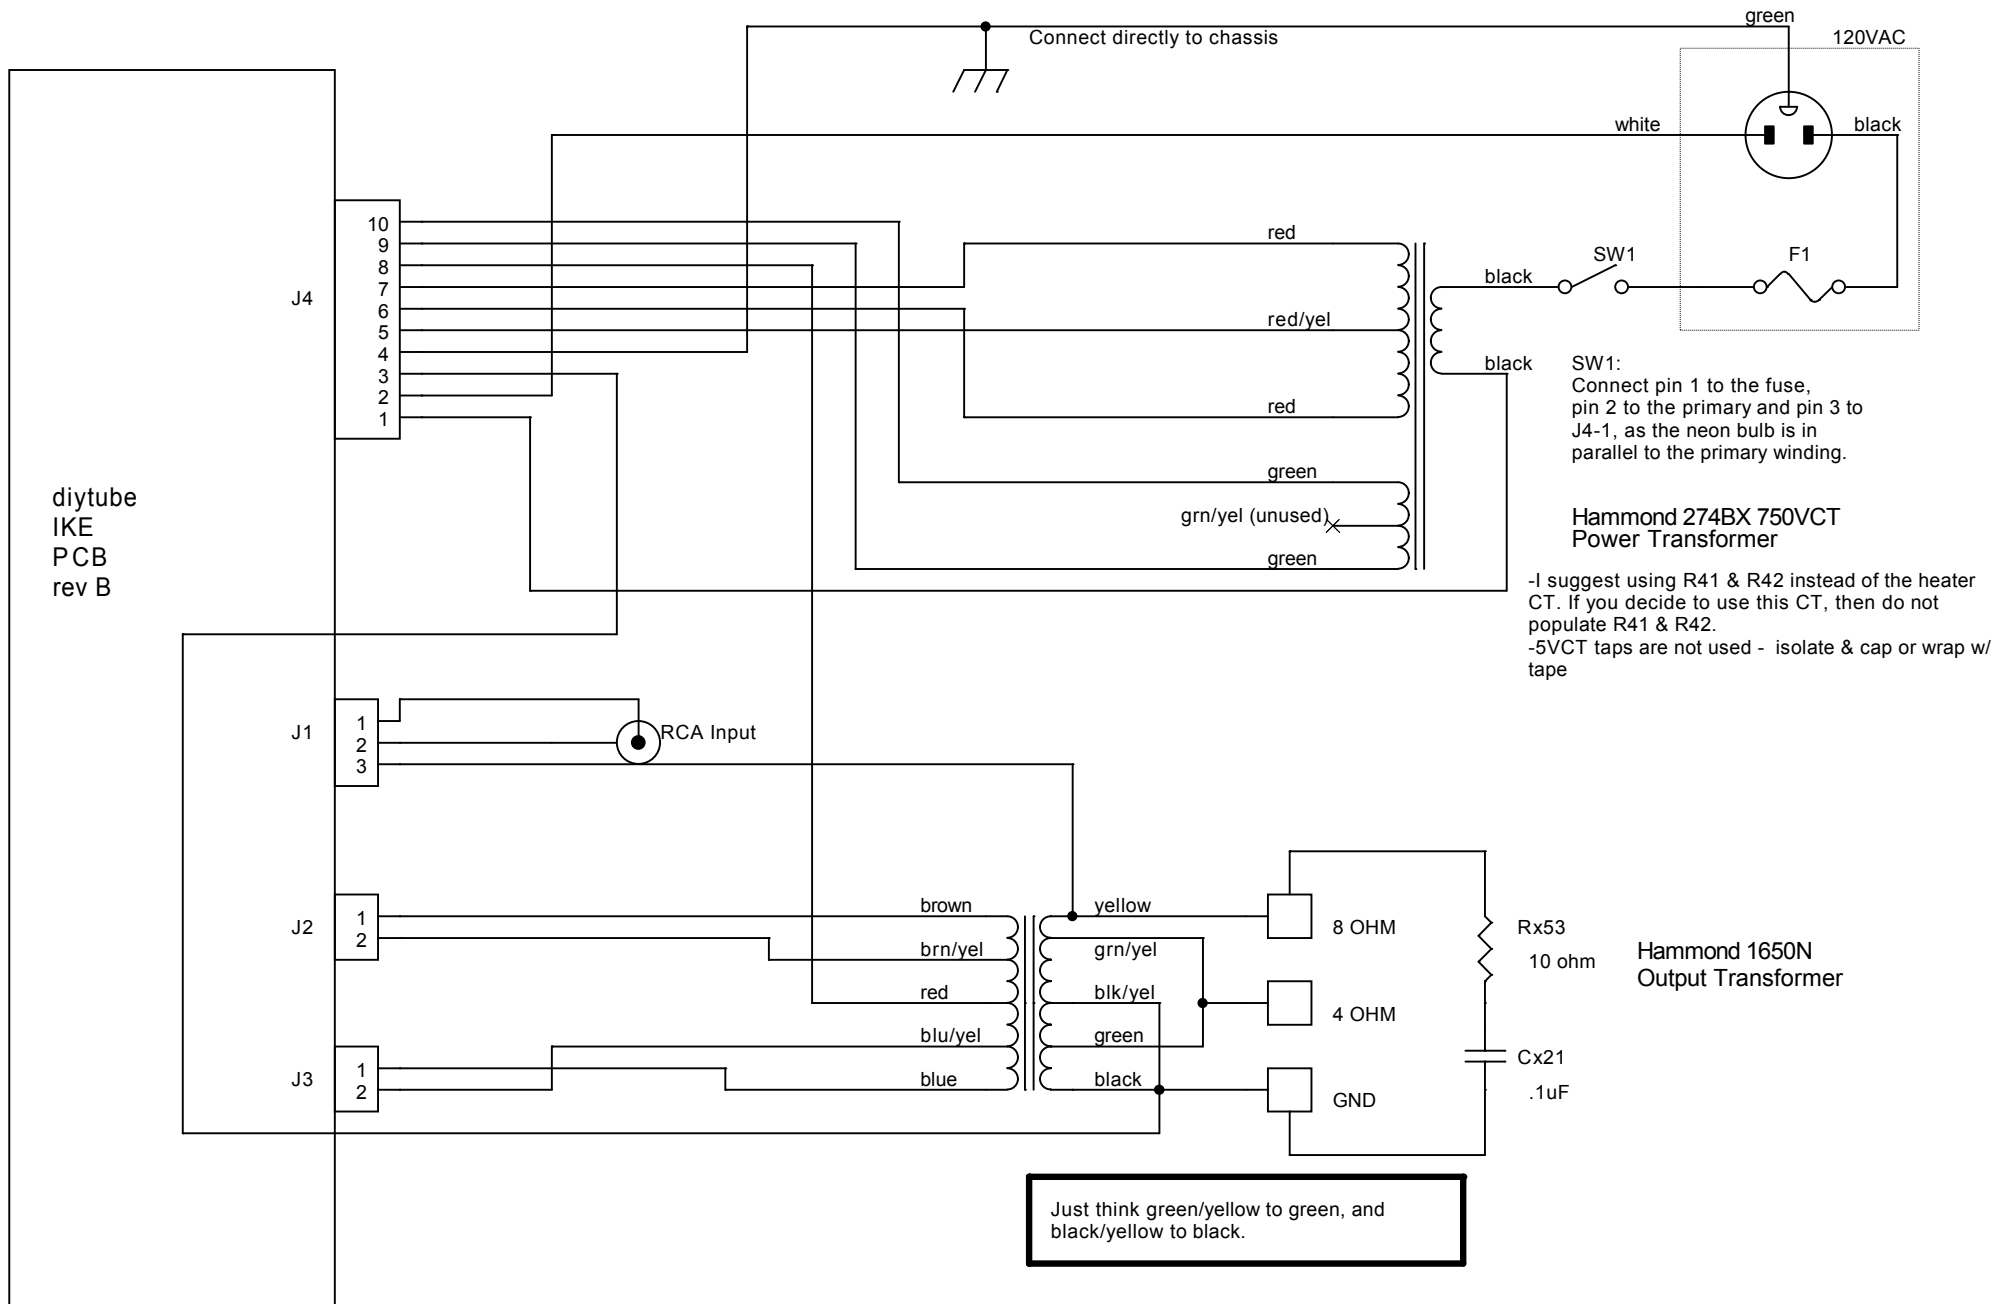 green
Connect directly to chassis
120VAC
white
black
10
9
8
7
6
5
4
3
2
1
J4
red
red/yel
red
green
grn/yel (unused)
green
black
black
SW1
F1
SW1:
Connect pin 1 to the fuse,
pin 2 to the primary and pin 3 to
J4-1, as the neon bulb is in
parallel to the primary winding.
Hammond 274BX 750VCT
Power Transformer
-I suggest using R41 & R42 instead of the heater
CT. If you decide to use this CT, then do not
populate R41 & R42.
-5VCT taps are not used - isolate & cap or wrap w/
tape
diytube
IKE
PCB
rev B
J1
1
2
3
RCA Input
J2
1
2
J3
1
2
brown
brn/yel
red
blu/yel
blue
yellow
grn/yel
blk/yel
green
black
8 OHM
4 OHM
GND
Rx53
10 ohm
Cx21
.1uF
Hammond 1650N
Output Transformer
Just think green/yellow to green, and
black/yellow to black.